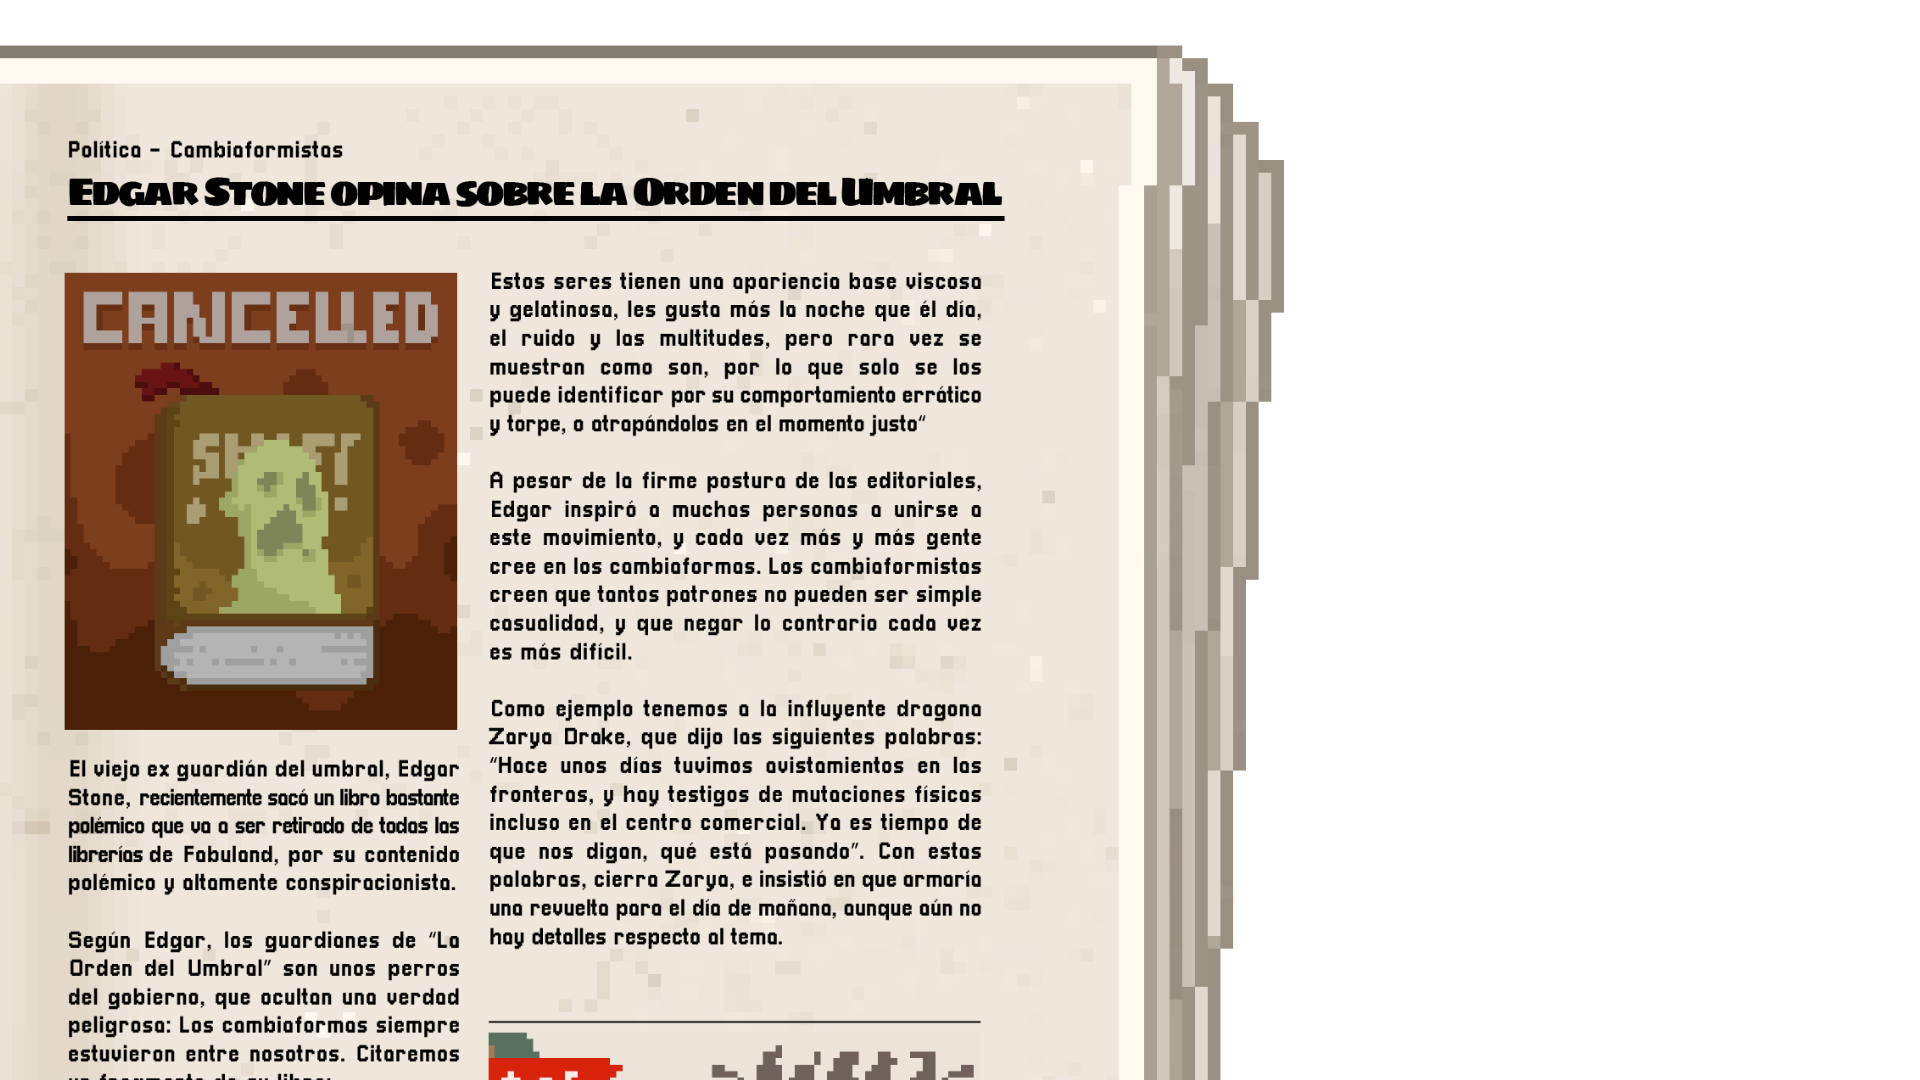 Política - Cambiaformistas
EDGAR STONE OPINA SOBRE LA ORDEN DEL UMBRAL
CANCELLED
El viejo ex guardián del umbral, Edgar
Stone, recientemente sacó un libro bastante
polémico que va a ser retirado de todas las
librerías de Fabuland, por su contenido
polémico y altamente conspiracionista.
Según Edgar, los guardianes de "La
Orden del Umbral" son unos perros
del gobierno, que ocultan una verdad
peligrosa: Los cambiaformas siempre
estuvieron entre nosotros. Citaremos
un fragmento de su libro:
Estos seres tienen una apariencia base viscosa
y gelatinosa, les gusta más la noche que él día,
el ruido y las multitudes, pero rara vez se
muestran como son, por lo que solo se los
puede identificar por su comportamiento errático
y torpe, o atrapándolos en el momento justo"
A pesar de la firme postura de las editoriales,
Edgar inspiró a muchas personas a unirse a
este movimiento, y cada vez más y más gente
cree en los cambiaformas. Los cambiaformistas
creen que tantos patrones no pueden ser simple
casualidad, y que negar lo contrario cada vez
es más difícil.
Como ejemplo tenemos a la influyente dragona
Zarya Drake, que dijo las siguientes palabras:
"Hace unos días tuvimos avistamientos en las
fronteras, y hay testigos de mutaciones físicas
incluso en el centro comercial. Ya es tiempo de
que nos digan, qué está pasando". Con estas
palabras, cierra Zarya, e insistió en que armaría
una revuelta para el día de mañana, aunque aún no
hay detalles respecto al tema.